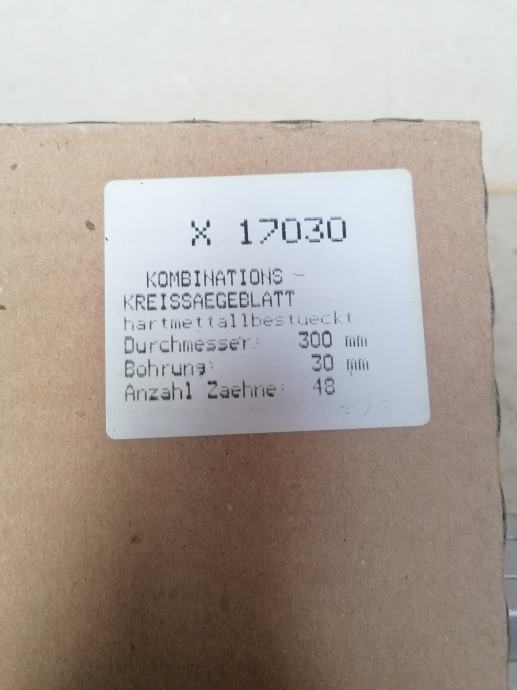 X 17030
KOMBINATIONS -
KREISSAEGEBLATT
hartmettallbestueckt
Durchmesser: 300 mm
Bohrung: 30 mm
Anzahl Zaehne: 48